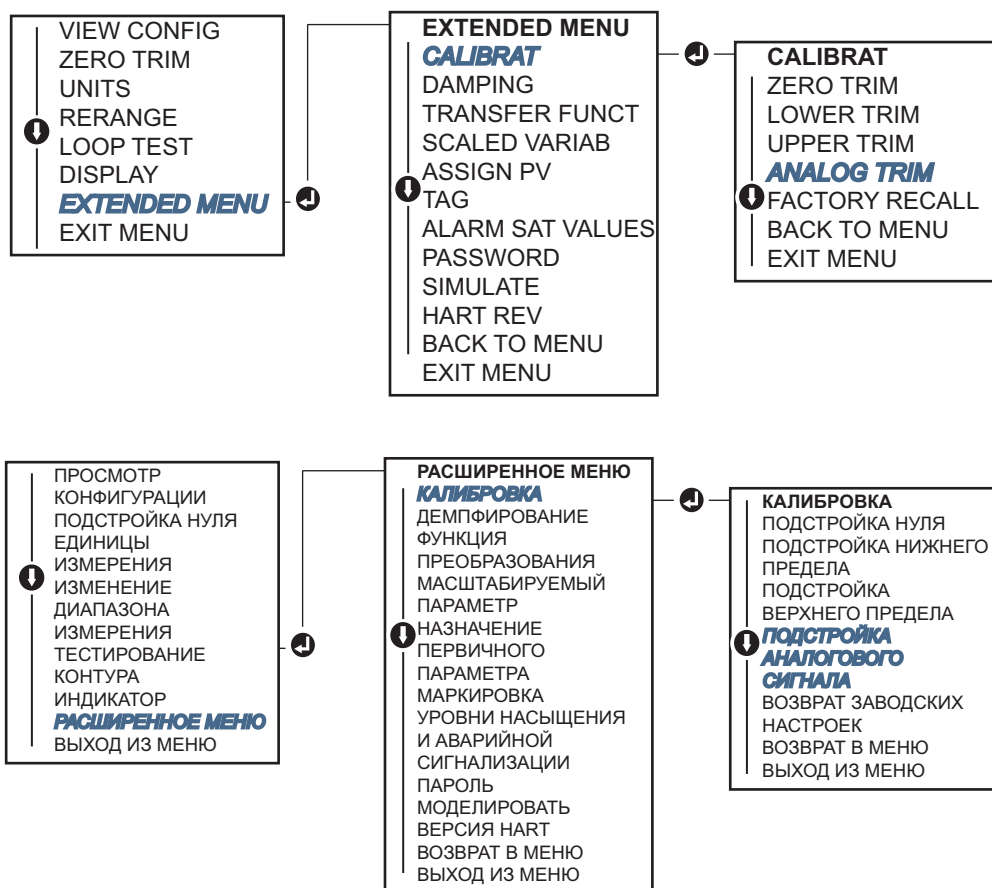 VIEW CONFIG
ZERO TRIM
UNITS
RERANGE
LOOP TEST
DISPLAY
EXTENDED MENU
EXIT MENU
EXTENDED MENU
CALIBRAT
DAMPING
TRANSFER FUNCT
SCALED VARIAB
ASSIGN PV
TAG
ALARM SAT VALUES
PASSWORD
SIMULATE
HART REV
BACK TO MENU
EXIT MENU
CALIBRAT
ZERO TRIM
LOWER TRIM
UPPER TRIM
ANALOG TRIM
FACTORY RECALL
BACK TO MENU
EXIT MENU
ПРОСМОТР
КОНФИГУРАЦИИ
ПОДСТРОЙКА НУЛЯ
ЕДИНИЦЫ
ИЗМЕРЕНИЯ
ИЗМЕНЕНИЕ
ДИАПАЗОНА
ИЗМЕРЕНИЯ
ТЕСТИРОВАНИЕ
КОНТУРА
ИНДИКАТОР
РАСШИРЕННОЕ МЕНЮ
ВЫХОД ИЗ МЕНЮ
РАСШИРЕННОЕ МЕНЮ
КАЛИБРОВКА
ДЕМПФИРОВАНИЕ
ФУНКЦИЯ
ПРЕОБРАЗОВАНИЯ
МАСШТАБИРУЕМЫЙ
ПАРАМЕТР
НАЗНАЧЕНИЕ
ПЕРВИЧНОГО
ПАРАМЕТРА
МАРКИРОВКА
УРОВНИ НАСЫЩЕНИЯ
И АВАРИЙНОЙ
СИГНАЛИЗАЦИИ
ПАРОЛЬ
МОДЕЛИРОВАТЬ
ВЕРСИЯ HART
ВОЗВРАТ В МЕНЮ
ВЫХОД ИЗ МЕНЮ
КАЛИБРОВКА
ПОДСТРОЙКА НУЛЯ
ПОДСТРОЙКА НИЖНЕГО
ПРЕДЕЛА
ПОДСТРОЙКА
ВЕРХНЕГО ПРЕДЕЛА
ПОДСТРОЙКА
АНАЛОГОВОГО
СИГНАЛА
ВОЗВРАТ ЗАВОДСКИХ
НАСТРОЕК
ВОЗВРАТ В МЕНЮ
ВЫХОД ИЗ МЕНЮ